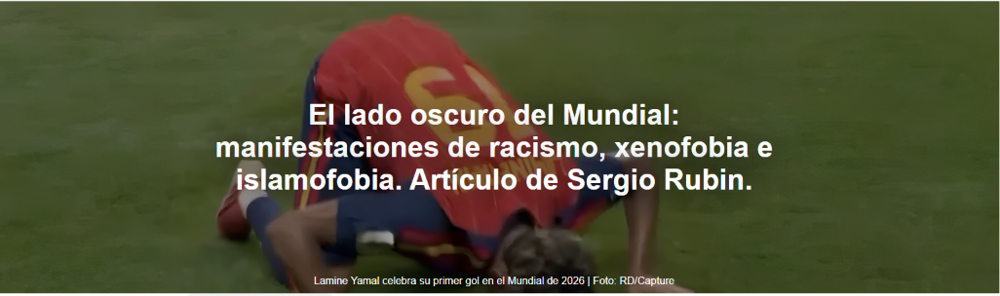 El lado oscuro del Mundial:
manifestaciones de racismo, xenofobia e
islamofobia. Artículo de Sergio Rubin.
19
Lamine Yamal celebra su primer gol en el Mundial de 2026 | Foto: RD/Capture